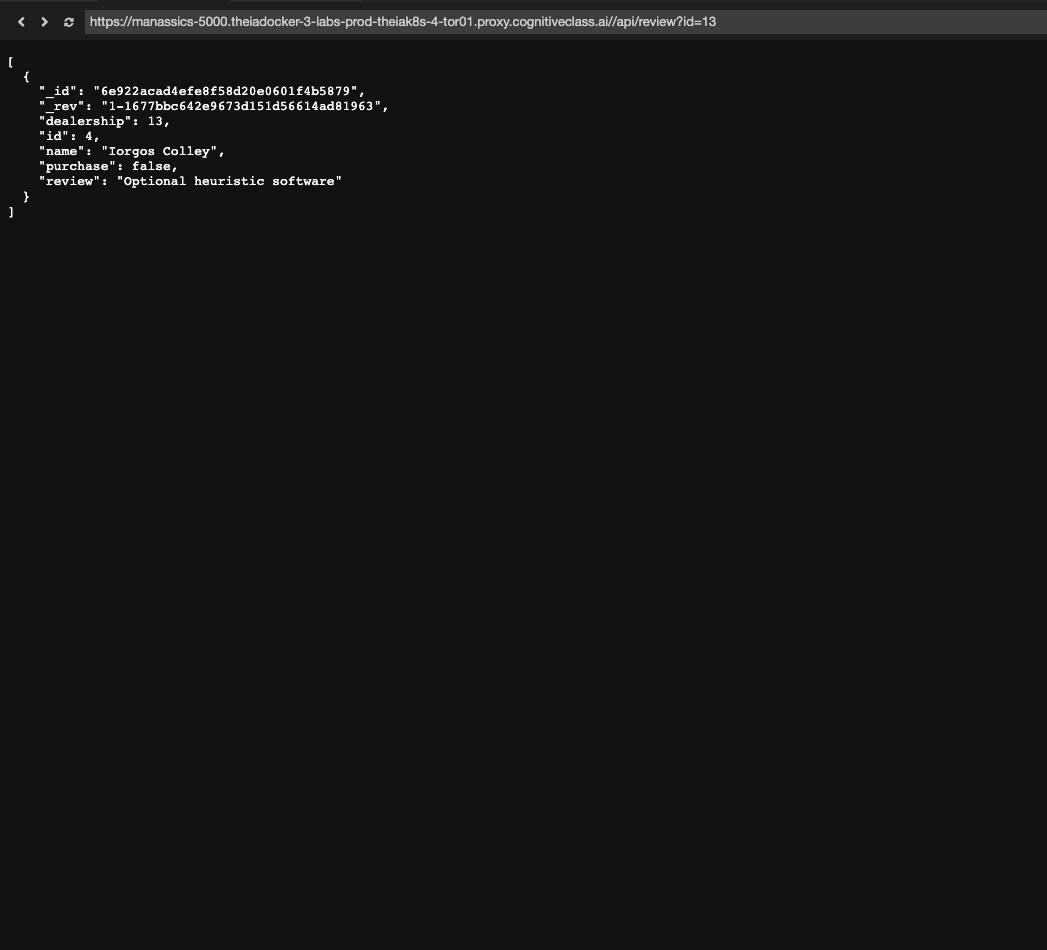 https://manassics-5000.theiadocker-3-labs-prod-theiak8s-4-tor01.proxy.cognitiveclass.ai//api/review?id=13
[
{
"_id": "6e922acad4efe8f58d20e0601f4b5879",
"_rev": "1-1677bbc642e9673d151d56614ad81963",
"dealership": 13,
"id": 4,
"name": "Iorgos Colley",
"purchase": false,
"review": "Optional heuristic software"
}
]